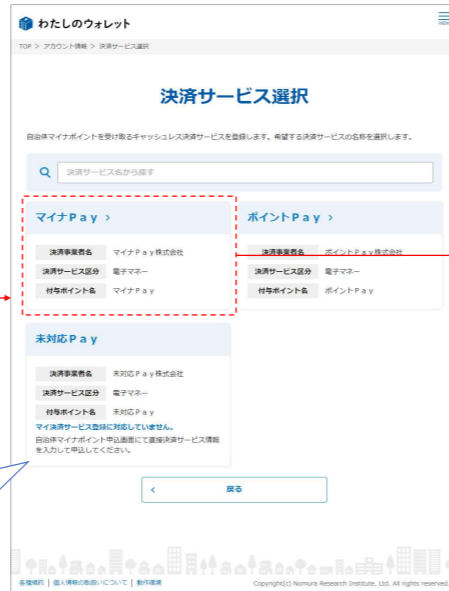 わたしのウォレット
MENU
TOP > アカウント情報 > 決済サービス選択
決済サービス選択
自治体マイナポイントを受け取るキャッシュレス決済サービスを登録します。希望する決済サービスの名称を選択します。
決済サービス名から探す
マイナPay >
決済事業者名 マイナPay株式会社
決済サービス区分 電子マネー
付与ポイント名 マイナPay
ポイントPay >
決済事業者名 ポイントPay株式会社
決済サービス区分 電子マネー
付与ポイント名 ポイントPay
未対応Pay
決済事業者名 未対応Pay株式会社
決済サービス区分 電子マネー
付与ポイント名 未対応Pay
マイ決済サービス登録に対応していません。
自治体マイナポイント申込画面にて直接決済サービス情報
を入力して申込してください。
< 戻る
各種規約 | 個人情報の取扱いについて | 動作環境
Copyright(c) Nomura Research Institute, Ltd. All rights reserved.